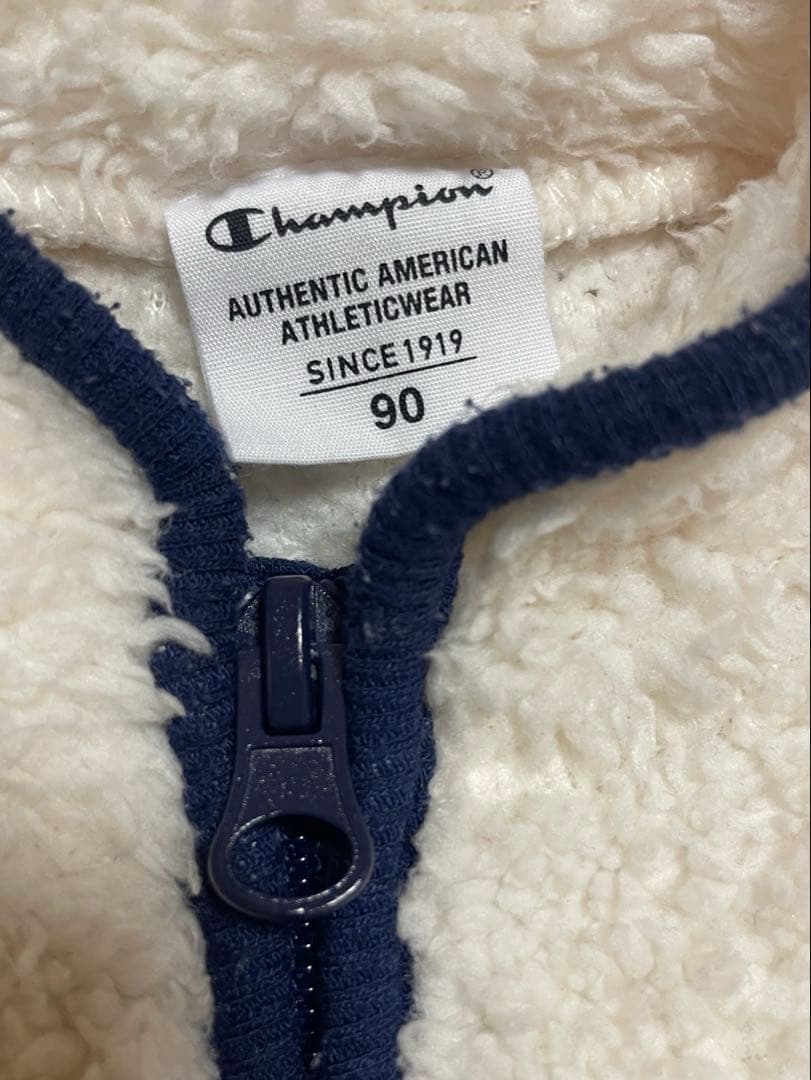 Champion®
AUTHENTIC AMERICAN
ATHLETICWEAR
SINCE 1919
90